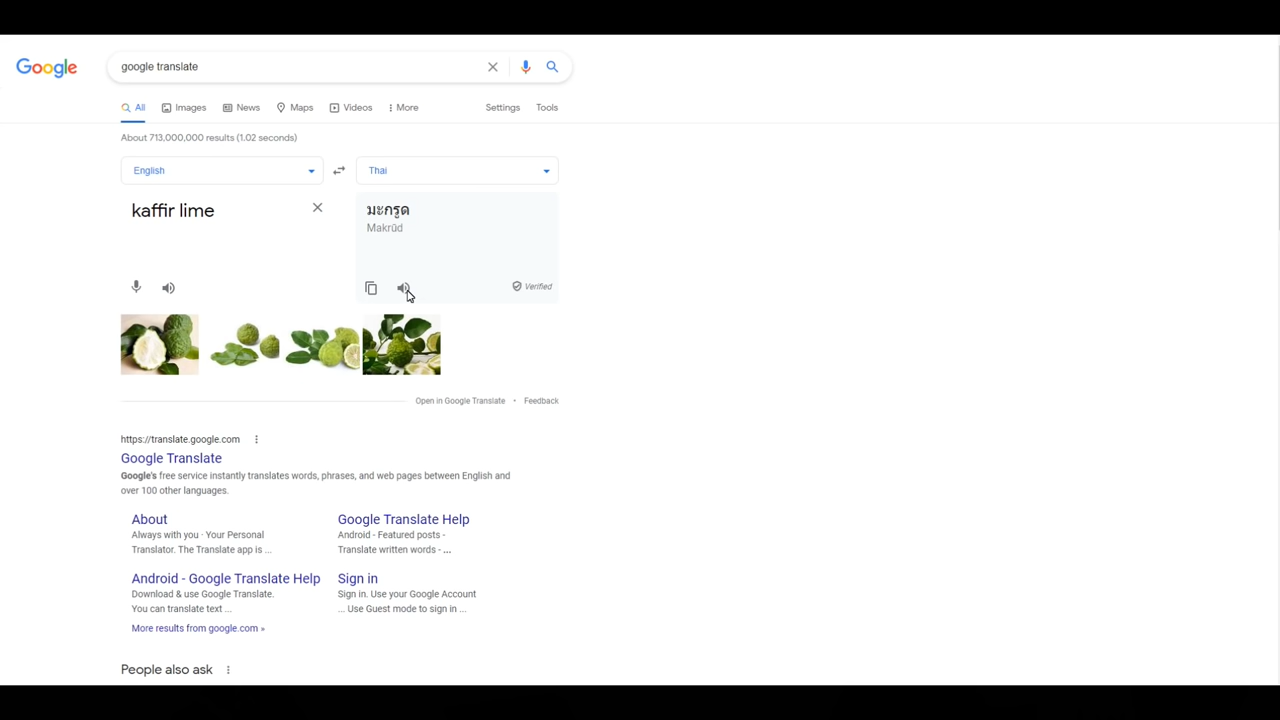 Google
google translate
All Images News Maps Videos More Settings Tools
About 713,000,000 results (1.02 seconds)
English Thai
kaffir lime
มะกรูด
Makrūd
Verified
Open in Google Translate • Feedback
https://translate.google.com
Google Translate
Google's free service instantly translates words, phrases, and web pages between English and
over 100 other languages.
About
Always with you · Your Personal
Translator. The Translate app is ...
Google Translate Help
Android - Featured posts -
Translate written words - ...
Android - Google Translate Help
Download & use Google Translate.
You can translate text ...
Sign in
Sign in. Use your Google Account
... Use Guest mode to sign in ...
More results from google.com »
People also ask